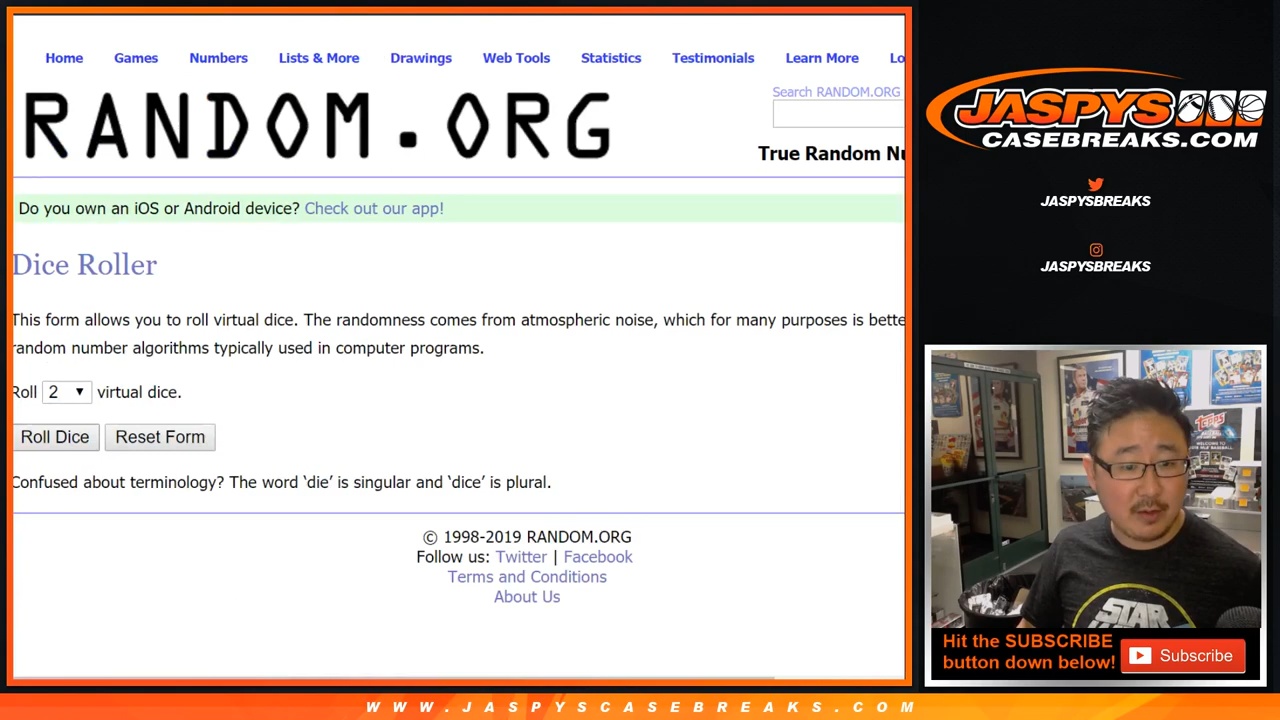 Home Games Numbers Lists & More Drawings Web Tools Statistics Testimonials Learn More Lo
RANDOM.ORG
Search RANDOM.ORG
True Random Nu
Do you own an iOS or Android device? Check out our app!
Dice Roller
This form allows you to roll virtual dice. The randomness comes from atmospheric noise, which for many purposes is bette
random number algorithms typically used in computer programs.
Roll 2 virtual dice.
Roll Dice Reset Form
Confused about terminology? The word ‘die’ is singular and ‘dice’ is plural.
© 1998-2019 RANDOM.ORG
Follow us: Twitter | Facebook
Terms and Conditions
About Us
JASPYS
CASEBREAKS.COM
JASPYSBREAKS
JASPYSBREAKS
topps
BASEBALL
STAR
Hit the SUBSCRIBE
button down below!
Subscribe
WWW.JASPYSCASEBREAKS.COM